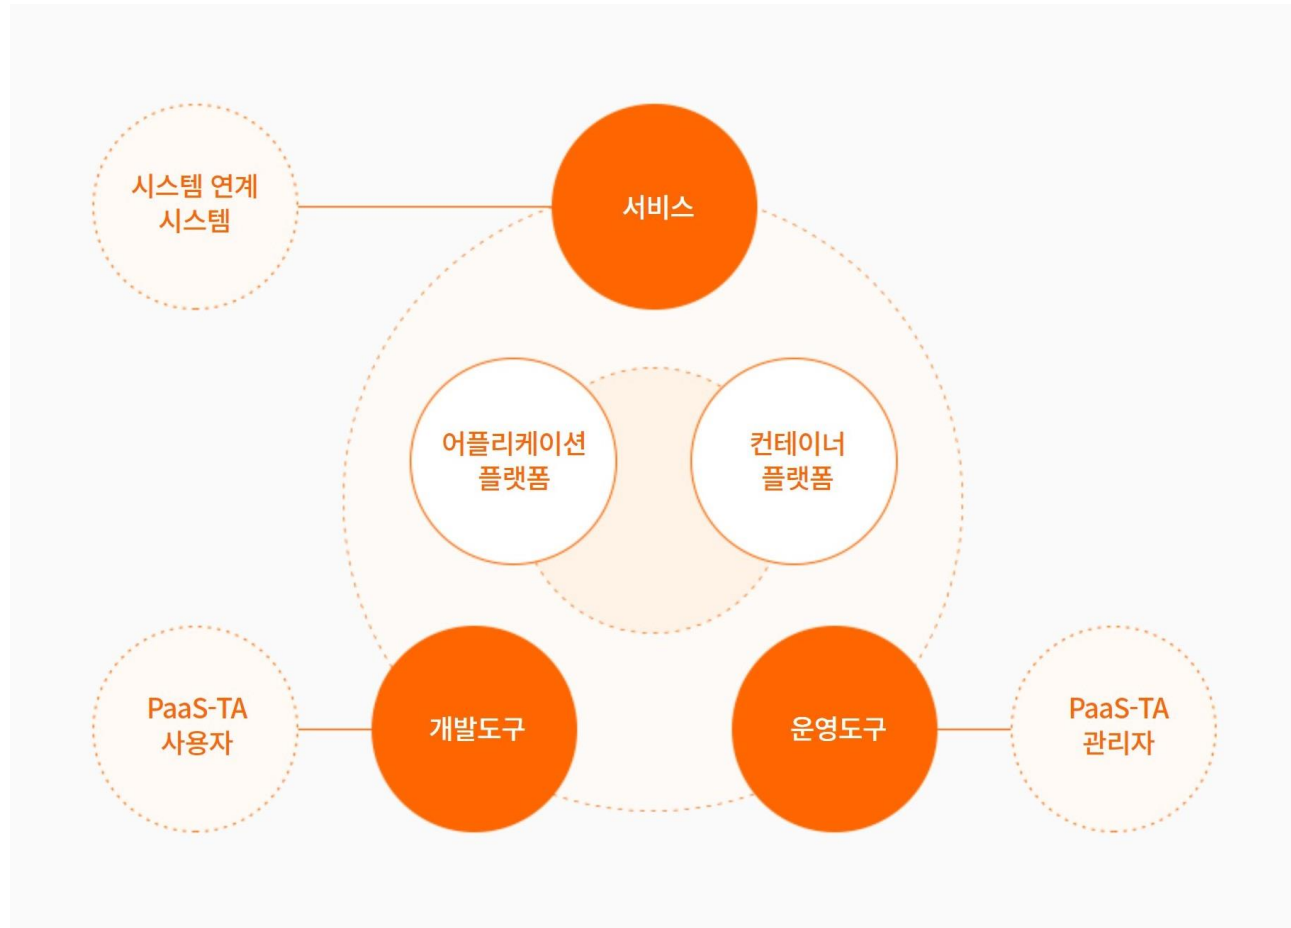 시스템 연계
시스템
서비스
어플리케이션
플랫폼
컨테이너
플랫폼
PaaS-TA
사용자
개발도구
운영도구
PaaS-TA
관리자